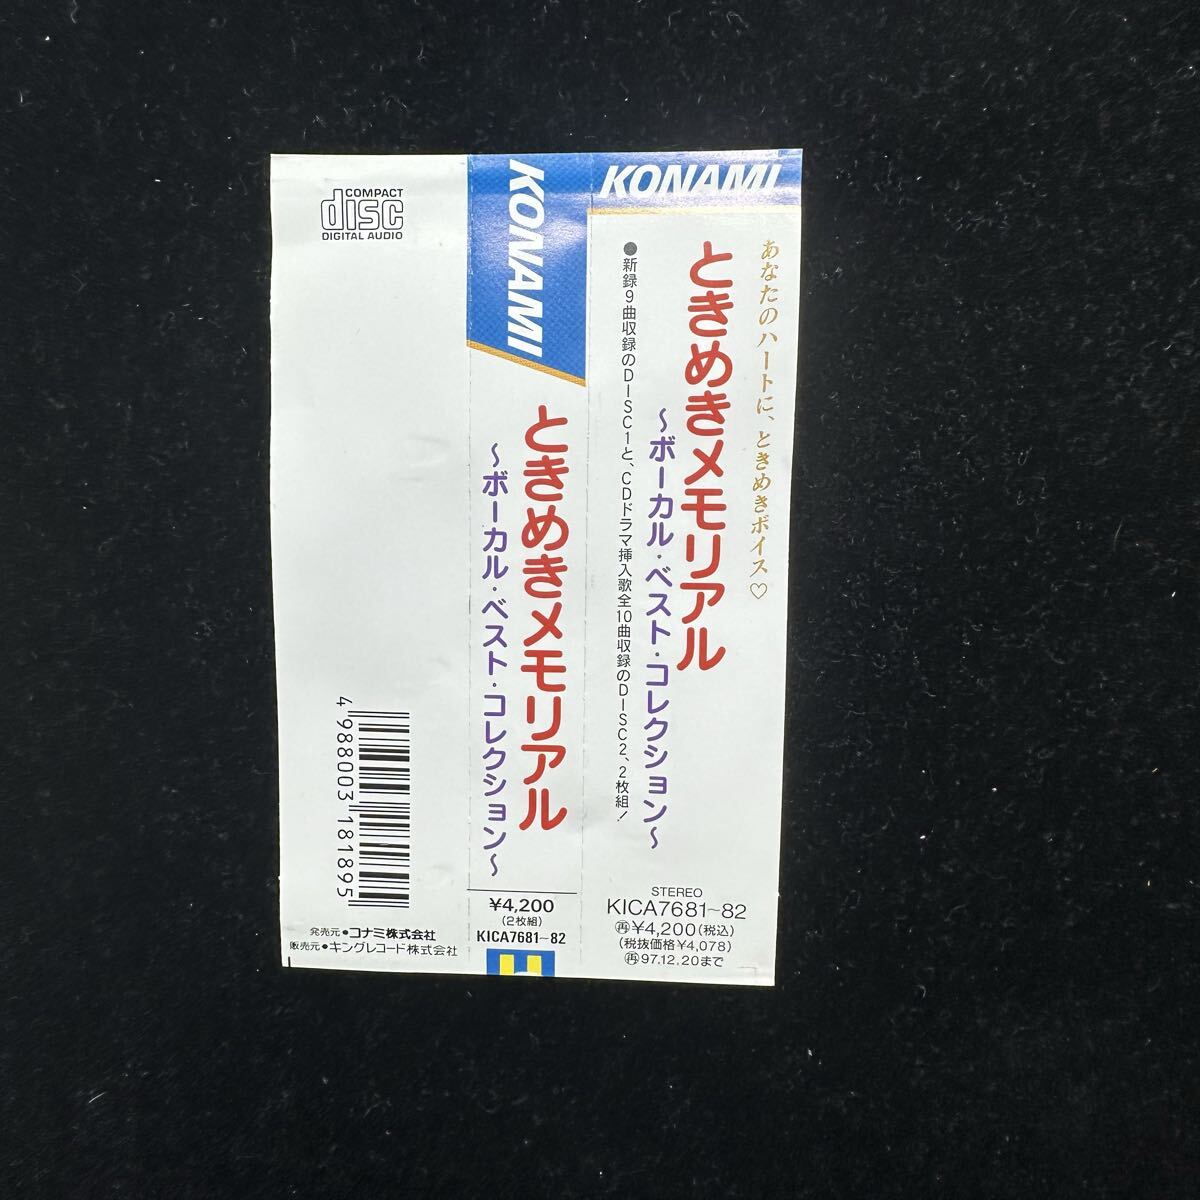 KONAMI
あなたのハートに、ときめきボイス♡
ときめきメモリアル
～ボーカル・ベスト・コレクション～
●新録9曲収録のDISC1と、CDドラマ挿入歌全10曲収録のDISC2、2枚組!
STEREO
KICA7681~82
再¥4,200(税込)
(税抜価格¥4,078)
再97.12.20まで
KONAMI
ときめきメモリアル
～ボーカル・ベスト・コレクション～
¥4,200
(2枚組)
KICA7681~82
COMPACT
disc
DIGITAL AUDIO
4 988003 181895
発売元●コナミ株式会社
販売元●キングレコード株式会社